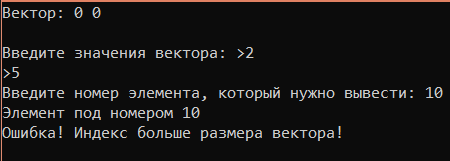 Вектор: 0 0
Введите значения вектора: >2
>5
Введите номер элемента, который нужно вывести: 10
Элемент под номером 10
Ошибка! Индекс больше размера вектора!